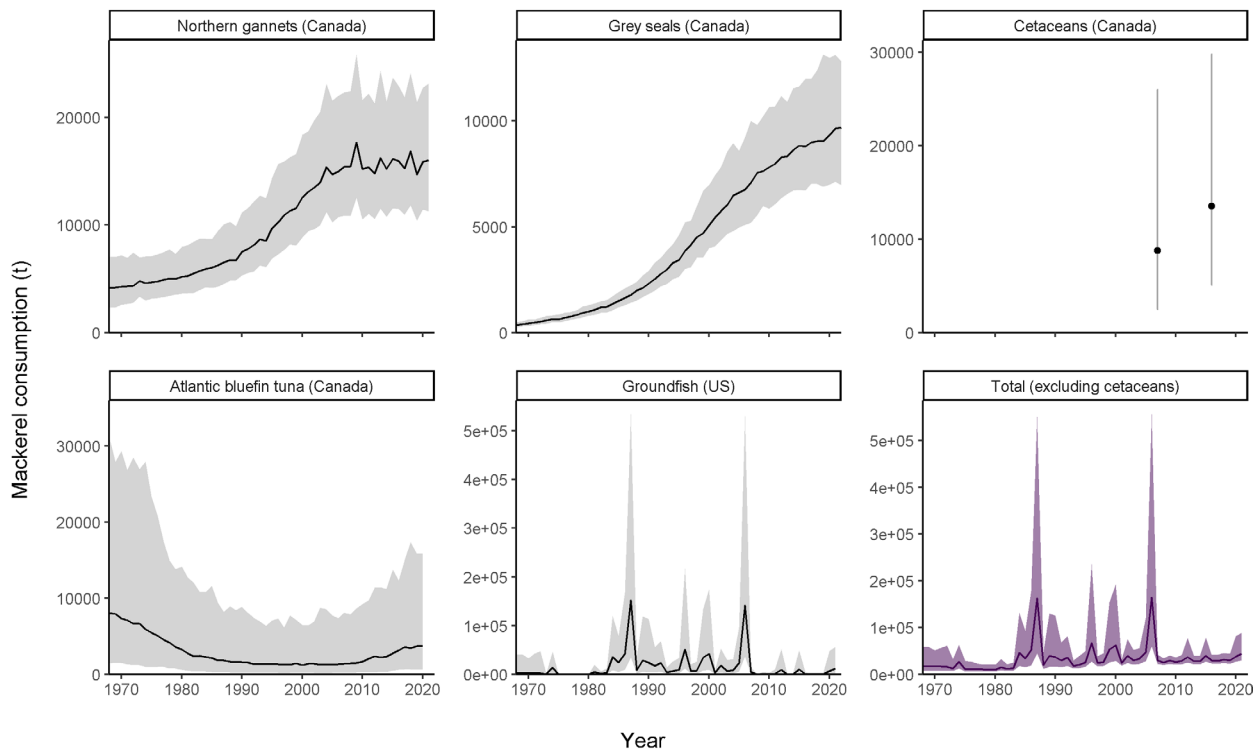 Northern gannets (Canada)
Grey seals (Canada)
Cetaceans (Canada)
20000
10000
0
10000
5000
0
30000
20000
10000
0
Mackerel consumption (t)
Atlantic bluefin tuna (Canada)
Groundfish (US)
Total (excluding cetaceans)
30000
20000
10000
0
5e+05
4e+05
3e+05
2e+05
1e+05
0e+00
5e+05
4e+05
3e+05
2e+05
1e+05
0e+00
1970 1980 1990 2000 2010 2020
1970 1980 1990 2000 2010 2020
1970 1980 1990 2000 2010 2020
Year